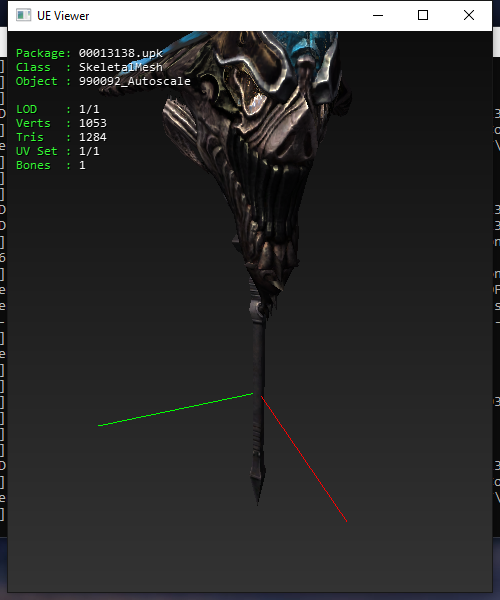 UE Viewer
Package: 00013138.upk
Class : SkeletalMesh
Object : 990092_Autoscale
LOD : 1/1
Verts : 1053
Tris : 1284
UV Set : 1/1
Bones : 1